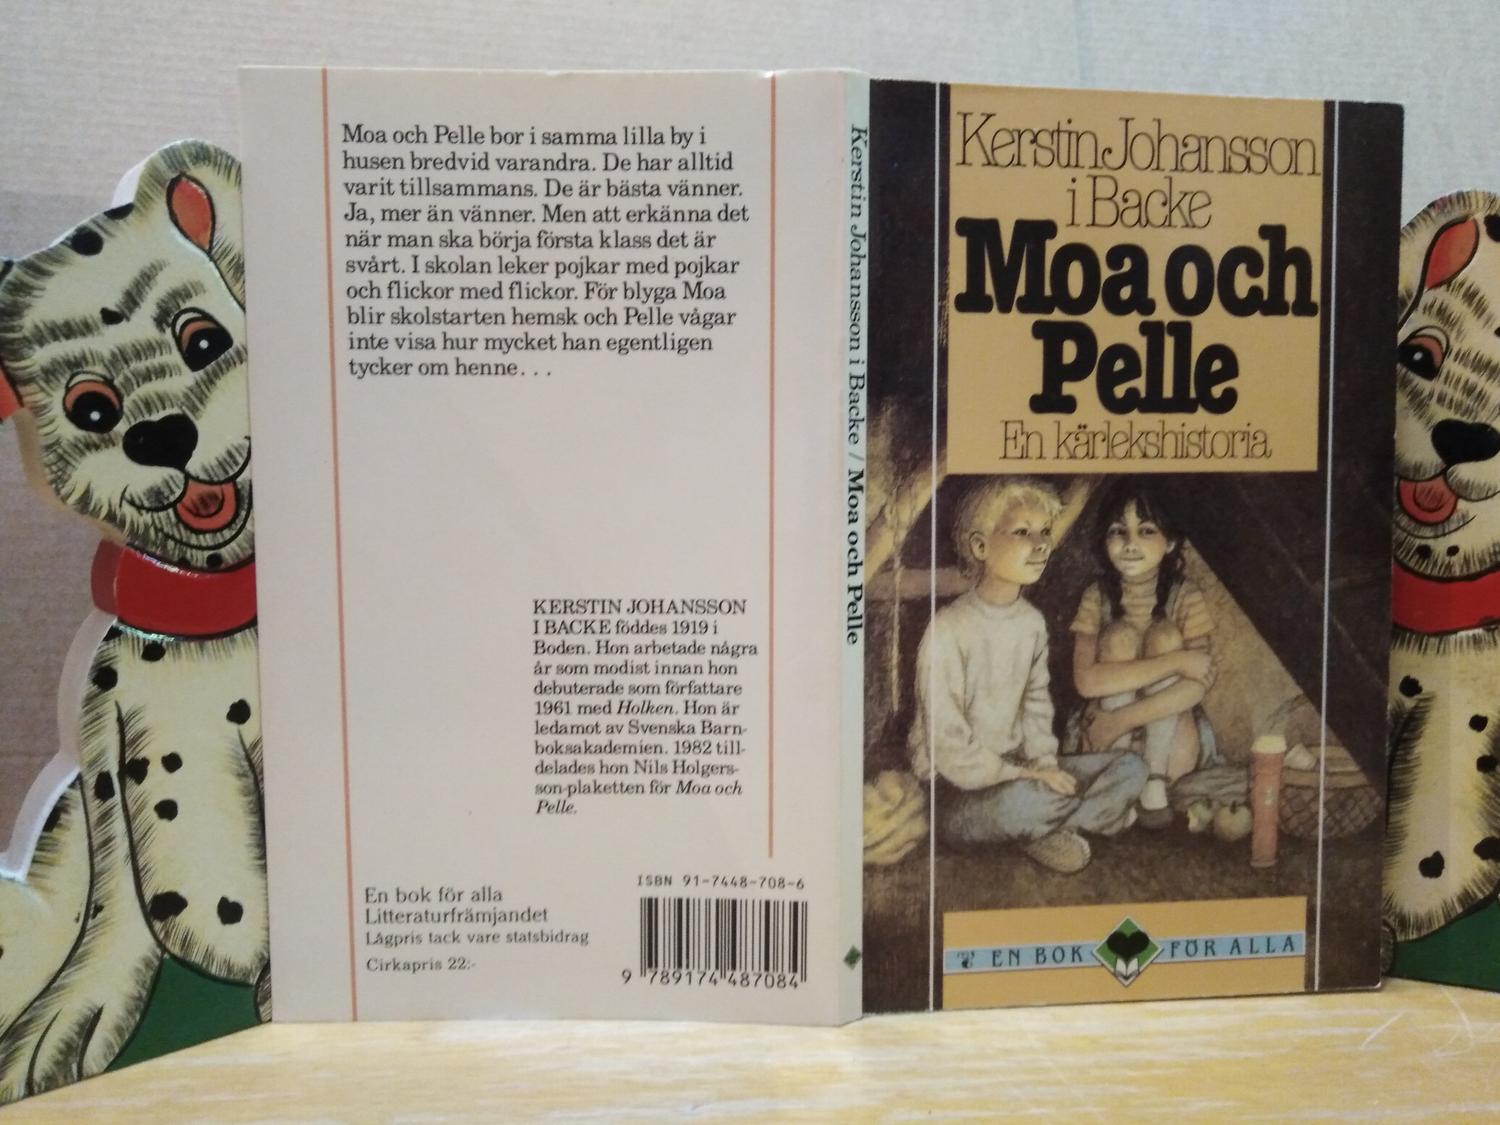 Moa och Pelle bor i samma lilla by i
husen bredvid varandra. De har alltid
varit tillsammans. De är bästa vänner.
Ja, mer än vänner. Men att erkänna det
när man ska börja första klass det är
svårt. I skolan leker pojkar med pojkar
och flickor med flickor. För blyga Moa
blir skolstarten hemsk och Pelle vågar
inte visa hur mycket han egentligen
tycker om henne...
KERSTIN JOHANSSON
I BACKE föddes 1919 i
Boden. Hon arbetade några
år som modist innan hon
debuterade som författare
1961 med Holken. Hon är
ledamot av Svenska Barn-
boksakademien. 1982 till-
delades hon Nils Holgers-
son-plaketten för Moa och
Pelle.
En bok för alla
Litteraturfrämjandet
Lågpris tack vare statsbidrag
Cirkapris 22:-
ISBN 91-7448-708-6
9 789174 487084
Kerstin Johansson i Backe / Moa och Pelle
Kerstin Johansson
i Backe
Moa och
Pelle
En kärlekshistoria
EN BOK FÖR ALLA